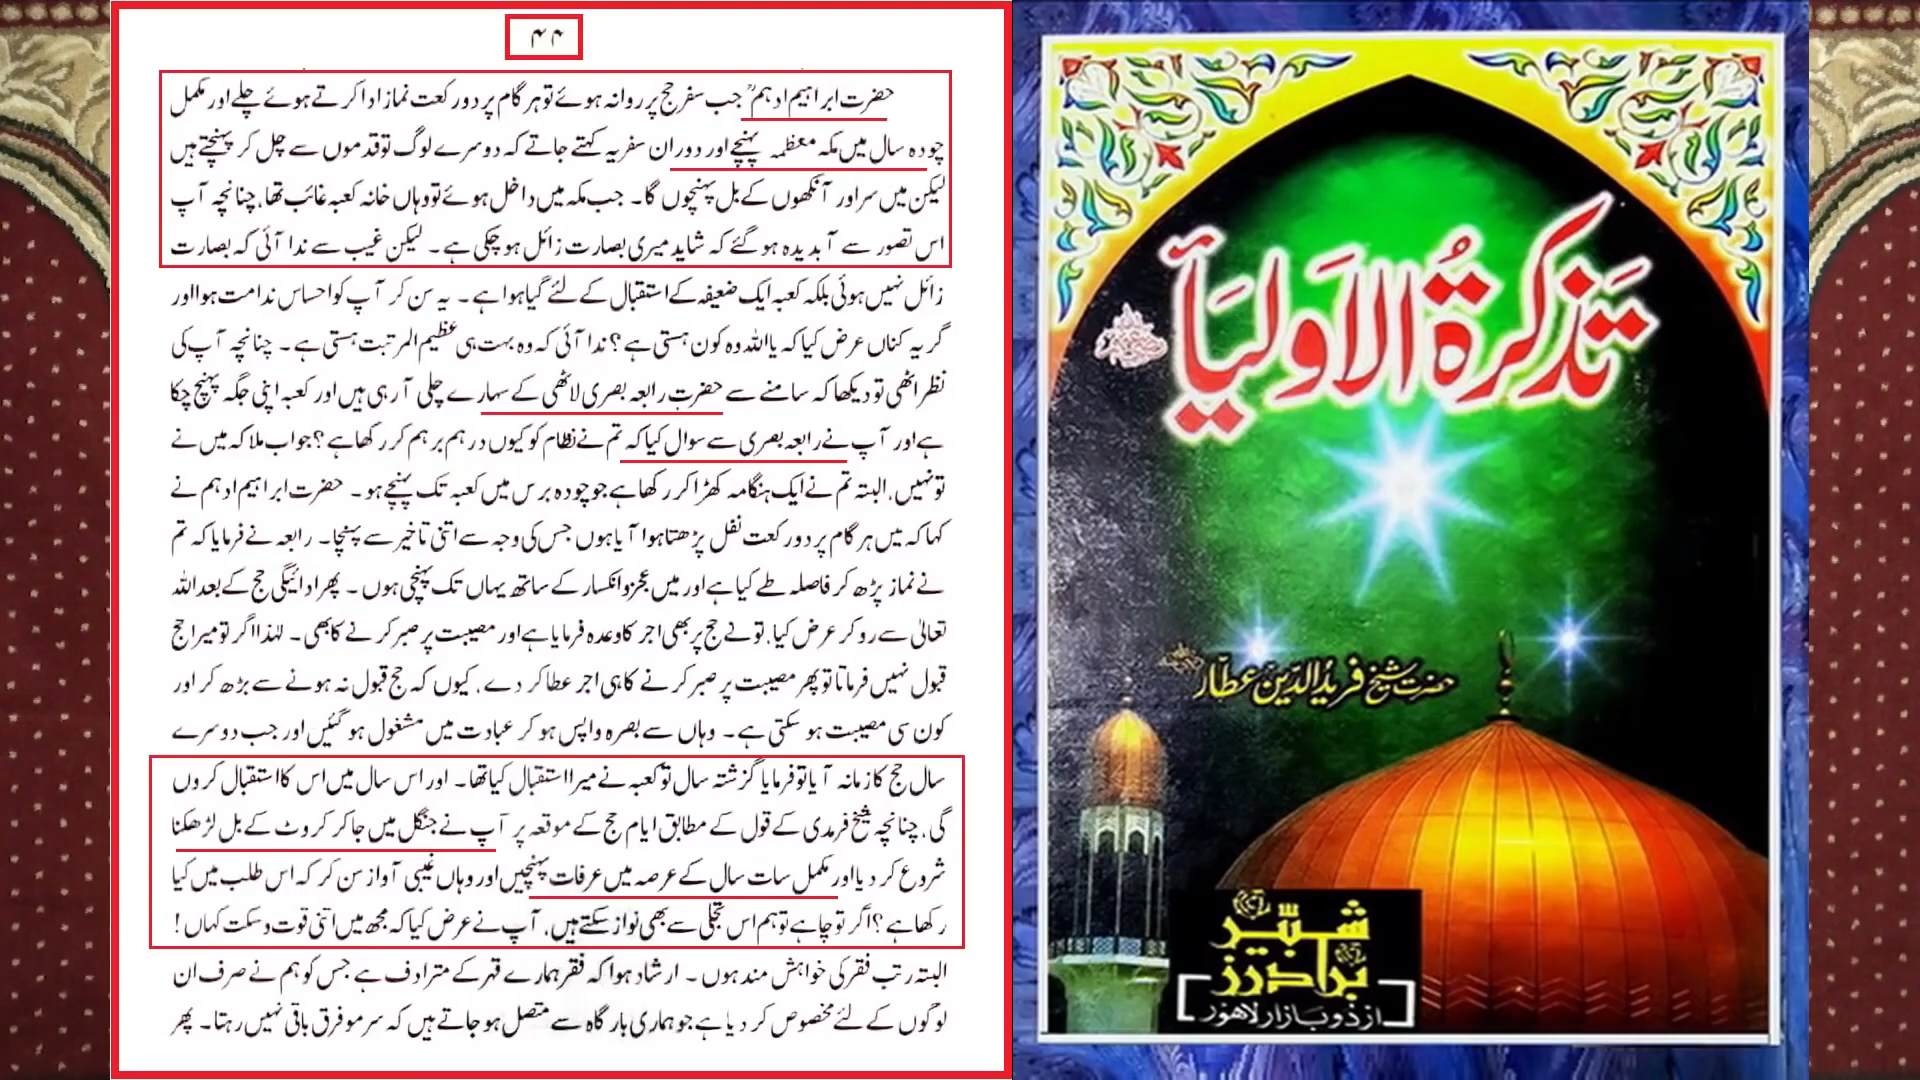 ۴۴
حضرت ابراہیم ادہمؒ جب سفر حج پر روانہ ہوئے تو ہر گام پر دو رکعت نماز ادا کرتے ہوئے چلے اور مکمل
چودہ سال میں مکہ معظمہ پہنچے اور دوران سفر یہ کہتے جاتے کہ دوسرے لوگ تو قدموں سے چل کر پہنچتے ہیں
لیکن میں سر اور آنکھوں کے بل پہنچوں گا۔ جب مکہ میں داخل ہوئے تو وہاں خانہ کعبہ غائب تھا، چنانچہ آپ
اس تصور سے آبدیدہ ہو گئے کہ شاید میری بصارت زائل ہو چکی ہے۔ لیکن غیب سے ندا آئی کہ بصارت
زائل نہیں ہوئی بلکہ کعبہ ایک ضعیفہ کے استقبال کے لئے گیا ہوا ہے۔ یہ سن کر آپ کو احساس ندامت ہوا اور
گریہ کناں عرض کیا کہ یا اللہ وہ کون ہستی ہے؟ ندا آئی کہ وہ بہت ہی عظیم المرتبت ہستی ہے۔ چنانچہ آپ کی
نظر اٹھی تو دیکھا کہ سامنے سے حضرت رابعہ بصری لاٹھی کے سہارے چلی آ رہی ہیں اور کعبہ اپنی جگہ پہنچ چکا
ہے اور آپ نے رابعہ بصری سے سوال کیا کہ تم نے نظام کو کیوں درہم برہم کر رکھا ہے؟ جواب ملا کہ میں نے
تو نہیں، البتہ تم نے ایک ہنگامہ کھڑا کر رکھا ہے جو چودہ برس میں کعبہ تک پہنچے ہو۔ حضرت ابراہیم ادہم نے
کہا کہ میں ہر گام پر دو رکعت نفل پڑھتا ہوا آیا ہوں جس کی وجہ سے اتنی تاخیر سے پہنچا۔ رابعہ نے فرمایا کہ تم
نے نماز پڑھ کر فاصلہ طے کیا ہے اور میں عجز و انکسار کے ساتھ یہاں تک پہنچی ہوں۔ پھر ادائیگی حج کے بعد اللہ
تعالیٰ سے رو کر عرض کیا، تو نے حج پر بھی اجر کا وعدہ فرمایا ہے اور مصیبت پر صبر کرنے کا بھی۔ لہٰذا اگر تو میرا حج
قبول نہیں فرماتا تو پھر مصیبت پر صبر کرنے کا ہی اجر عطا کر دے، کیوں کہ حج قبول نہ ہونے سے بڑھ کر اور
کون سی مصیبت ہو سکتی ہے۔ وہاں سے بصرہ واپس ہو کر عبادت میں مشغول ہو گئیں اور جب دوسرے
سال حج کا زمانہ آیا تو فرمایا گزشتہ سال تو کعبہ نے میرا استقبال کیا تھا۔ اور اس سال میں اس کا استقبال کروں
گی، چنانچہ شیخ فرمدی کے قول کے مطابق ایام حج کے موقعہ پر آپ نے جنگل میں جا کر کروٹ کے بل لڑھکنا
شروع کر دیا اور مکمل سات سال کے عرصہ میں عرفات پہنچیں اور وہاں غیبی آواز سن کر کہ اس طلب میں کیا
رکھا ہے؟ اگر تو چاہے تو ہم اس تجلی سے بھی نواز سکتے ہیں، آپ نے عرض کیا کہ مجھ میں اتنی قوت و سکت کہاں!
البتہ رتبہ فقر کی خواہش مند ہوں۔ ارشاد ہوا کہ فقر ہمارے قہر کے مترادف ہے جس کو ہم نے صرف ان
لوگوں کے لئے مخصوص کر دیا ہے جو ہماری بارگاہ سے متصل ہو جاتے ہیں کہ سر مو فرق باقی نہیں رہتا۔ پھر
تَذکرۃُ الاَولیَاؒ
حضرت شیخ فریدُ الدّین عطّار
شبّیر
برادرز
اردو بازار لاہور